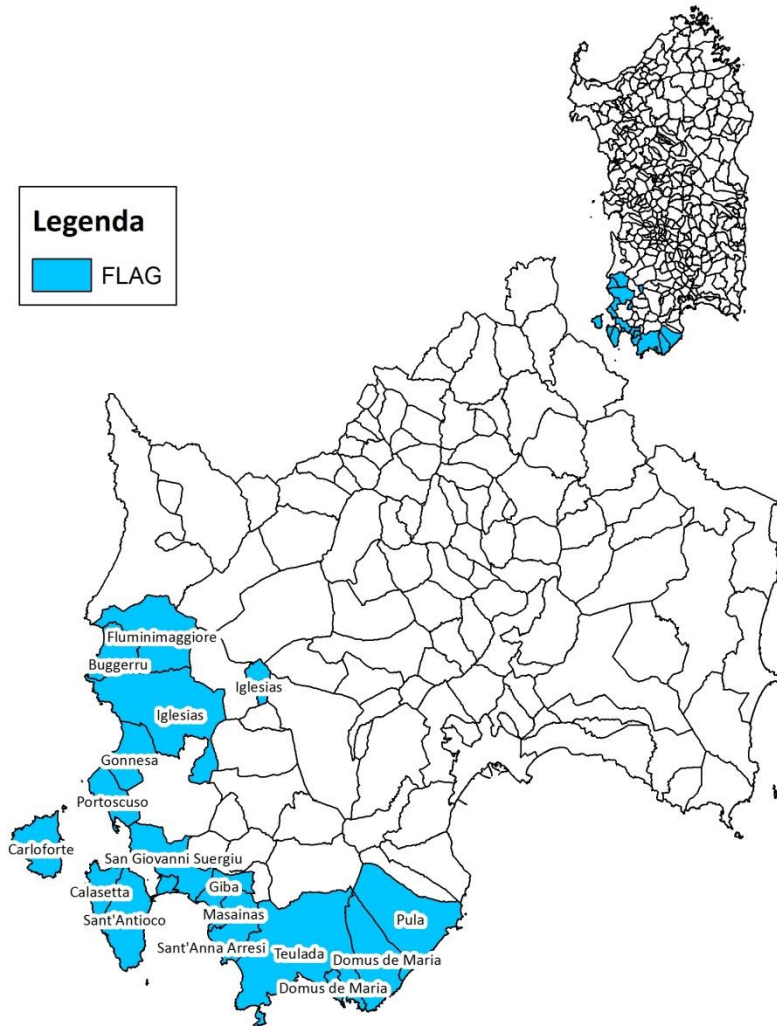 Legenda
FLAG
Fluminimaggiore
Buggerru
Iglesias
Iglesias
Gonnesa
Portoscuso
Carloforte
San Giovanni Suergiu
Calasetta
Giba
Sant'Antioco
Masainas
Pula
Sant'Anna Arresi
Teulada
Domus de Maria
Domus de Maria